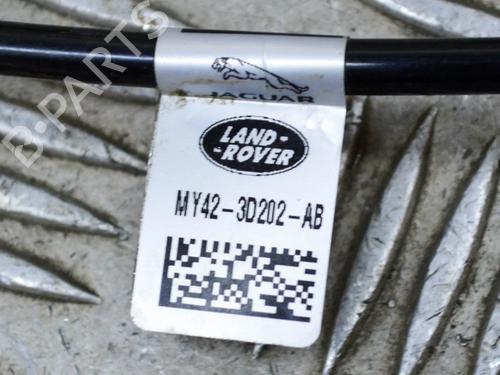 B-PARTS
JAGUAR
LAND-
-ROVER
MY42-3D202-AB